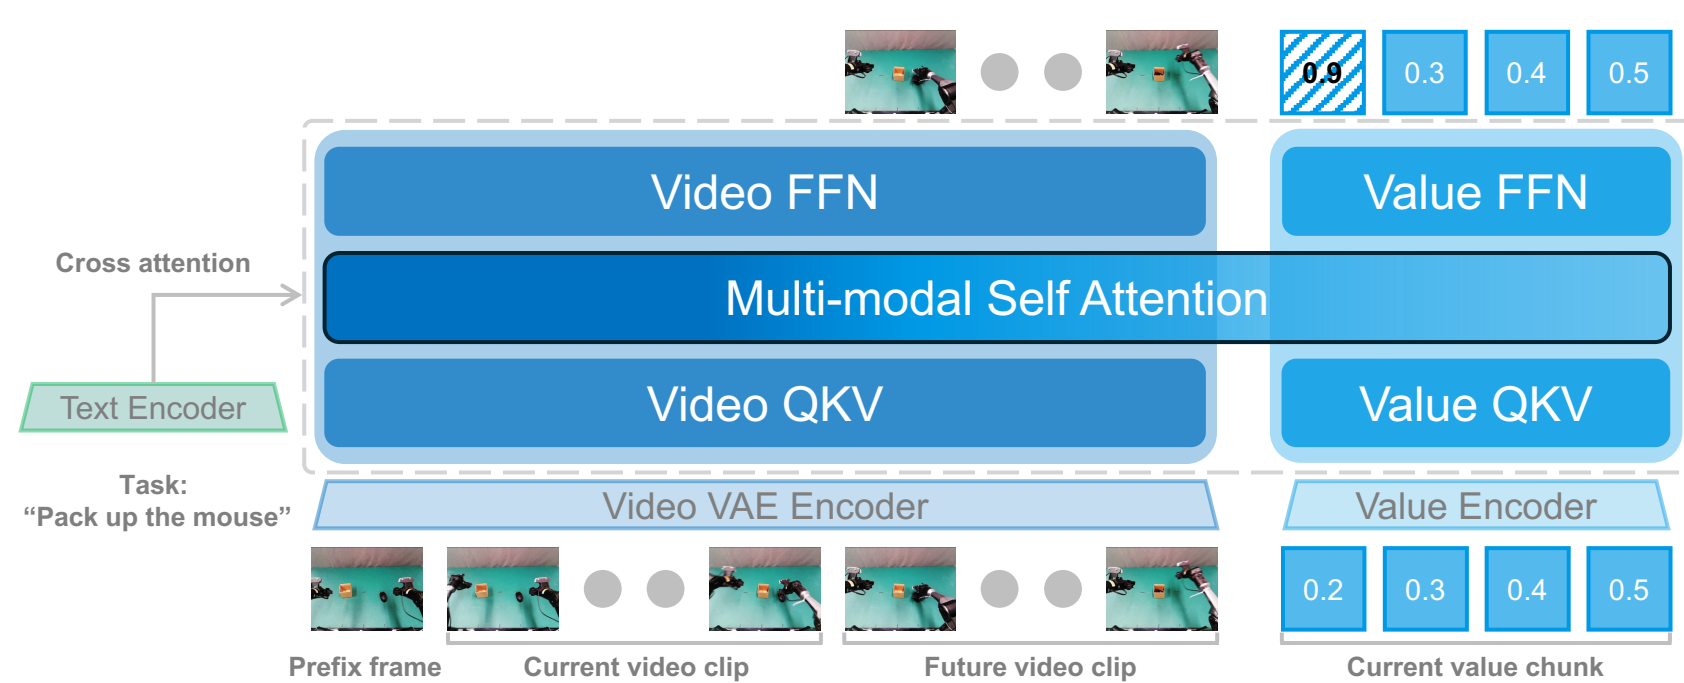 0.9 0.3 0.4 0.5
Video FFN
Value FFN
Cross attention
Multi-modal Self Attention
Text Encoder
Video QKV
Value QKV
Task:
“Pack up the mouse”
Video VAE Encoder
Value Encoder
0.2 0.3 0.4 0.5
Prefix frame
Current video clip
Future video clip
Current value chunk